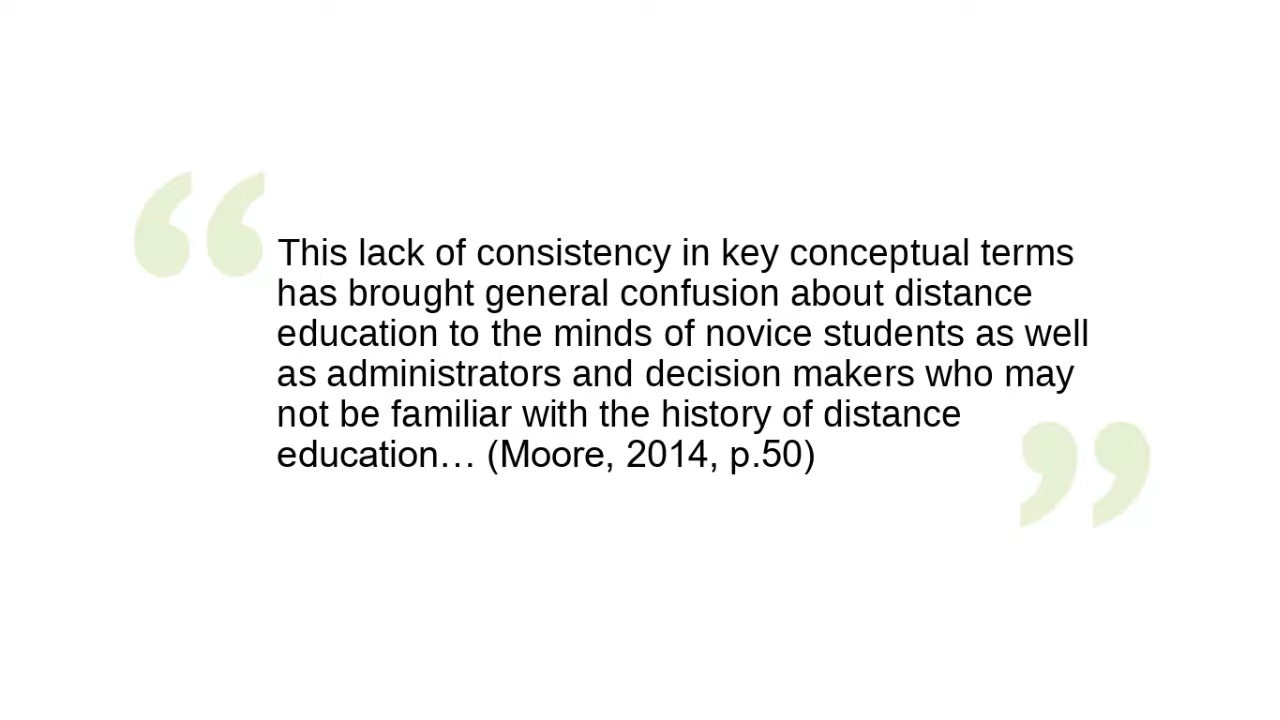 This lack of consistency in key conceptual terms
has brought general confusion about distance
education to the minds of novice students as well
as administrators and decision makers who may
not be familiar with the history of distance
education… (Moore, 2014, p.50)